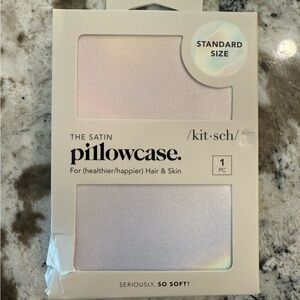 STANDARD
SIZE
THE SATIN
pillowcase.
/kit•sch/
For (healthier/happier) Hair & Skin
1
PC
SERIOUSLY, SO SOFT!